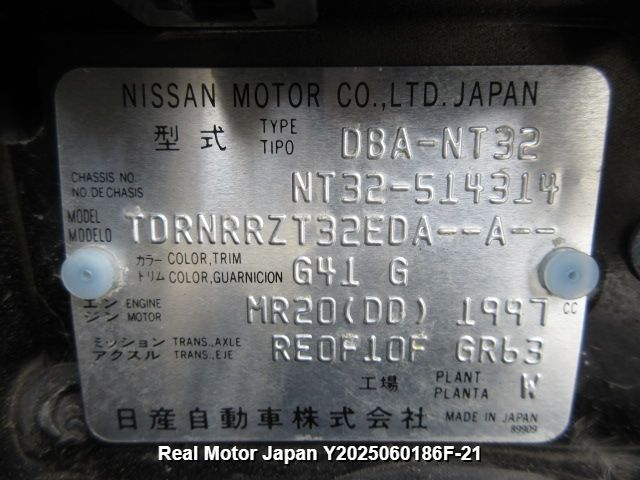 NISSAN MOTOR CO.,LTD. JAPAN
型式 TYPE TIPO DBA-NT32
CHASSIS NO. NO. DE CHASIS NT32-514314
MODEL MODELO TDRNRRZT32EDA--A--
カラー COLOR, TRIM
トリム COLOR, GUARNICION G41 G
エンジン ENGINE MOTOR MR20(DD) 1997 CC
ミッション TRANS., AXLE
アクスル TRANS., EJE RE0F10F GR63
工場 PLANT PLANTA W
日産自動車株式会社 MADE IN JAPAN
89909
Real Motor Japan Y2025060186F-21